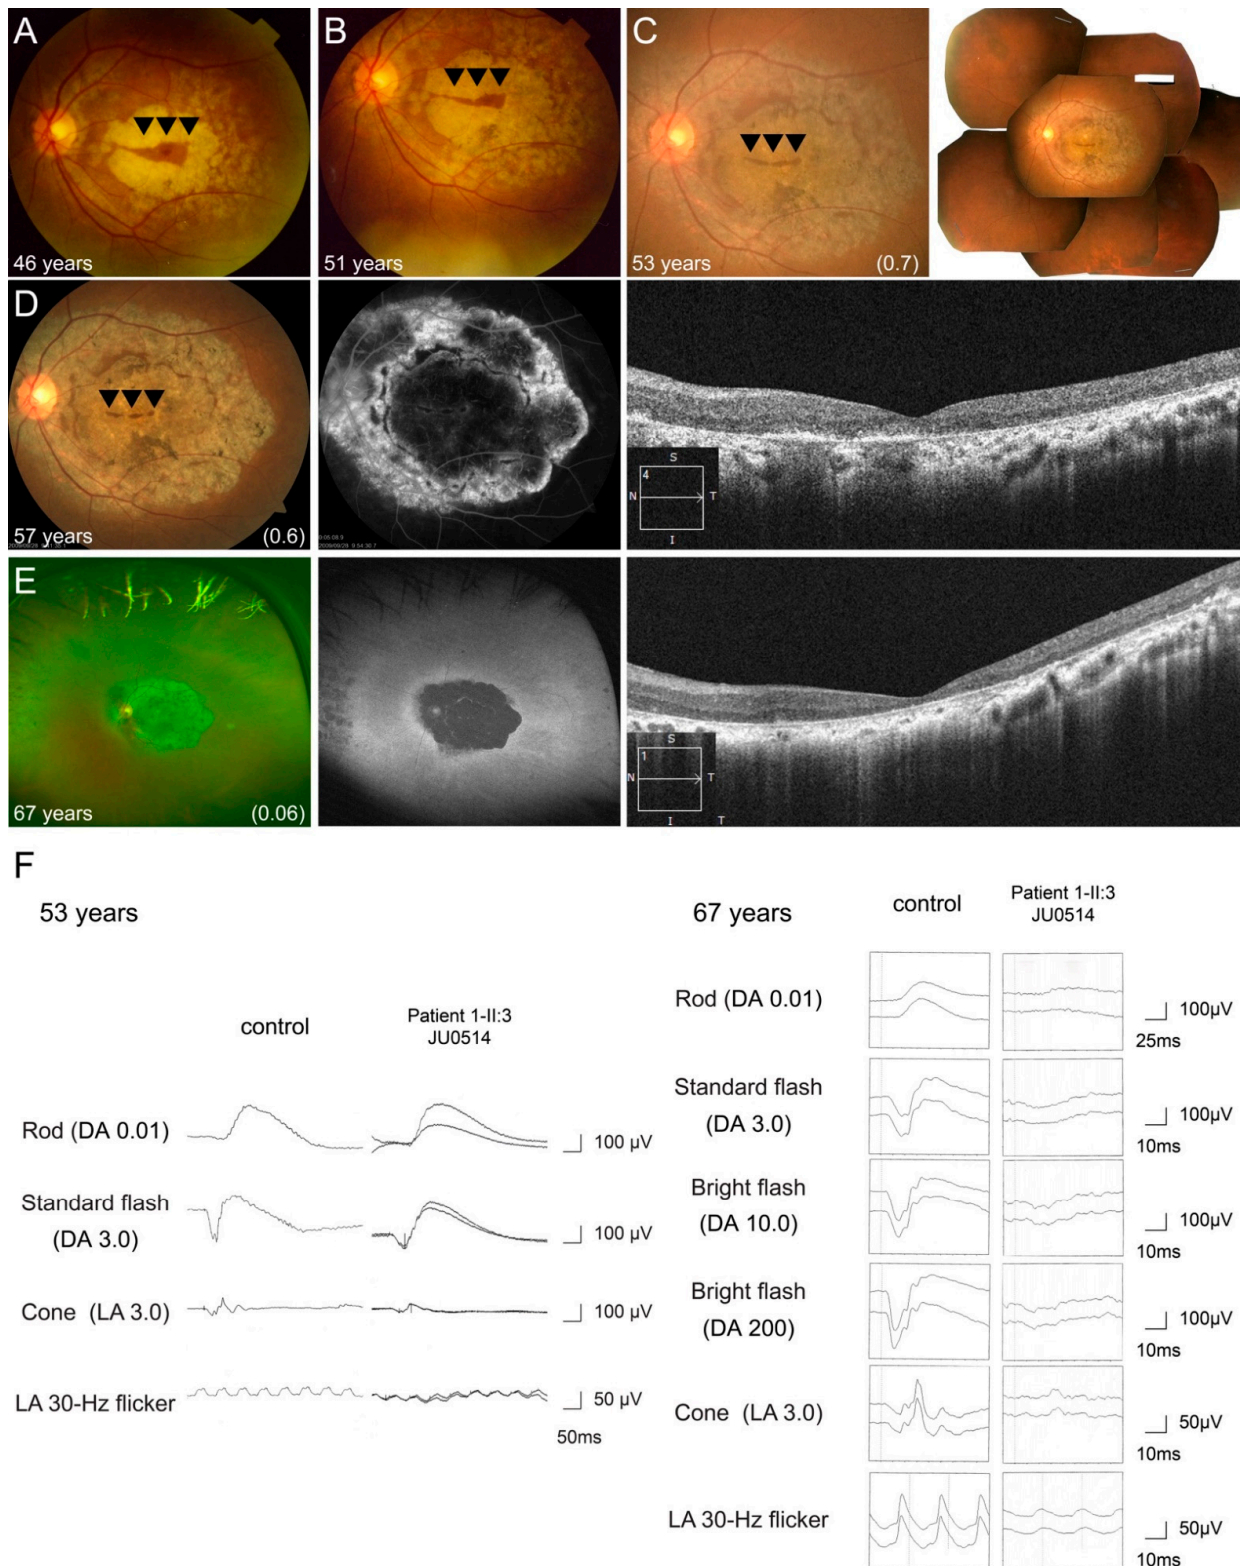 A
B
C
46 years
51 years
53 years
(0.7)
D
57 years
(0.6)
4
S
N
T
I
E
67 years
(0.06)
1
S
N
T
I
T
F
53 years
control
Patient 1-II:3
JU0514
Rod (DA 0.01)
100 µV
Standard flash
(DA 3.0)
100 µV
Cone (LA 3.0)
100 µV
LA 30-Hz flicker
50 µV
50ms
67 years
control
Patient 1-II:3
JU0514
Rod (DA 0.01)
100µV
25ms
Standard flash
(DA 3.0)
100µV
10ms
Bright flash
(DA 10.0)
100µV
10ms
Bright flash
(DA 200)
100µV
10ms
Cone (LA 3.0)
50µV
10ms
LA 30-Hz flicker
50µV
10ms